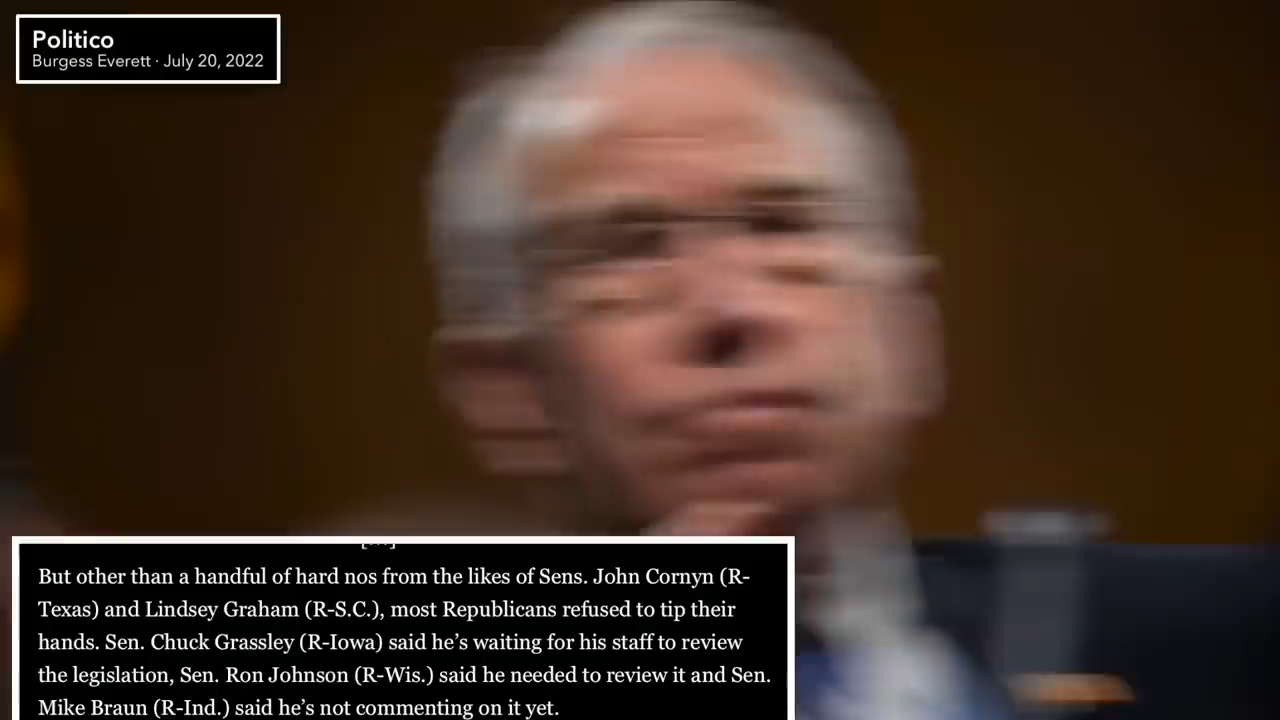 Politico
Burgess Everett · July 20, 2022
[...]
But other than a handful of hard nos from the likes of Sens. John Cornyn (R-
Texas) and Lindsey Graham (R-S.C.), most Republicans refused to tip their
hands. Sen. Chuck Grassley (R-Iowa) said he’s waiting for his staff to review
the legislation, Sen. Ron Johnson (R-Wis.) said he needed to review it and Sen.
Mike Braun (R-Ind.) said he’s not commenting on it yet.